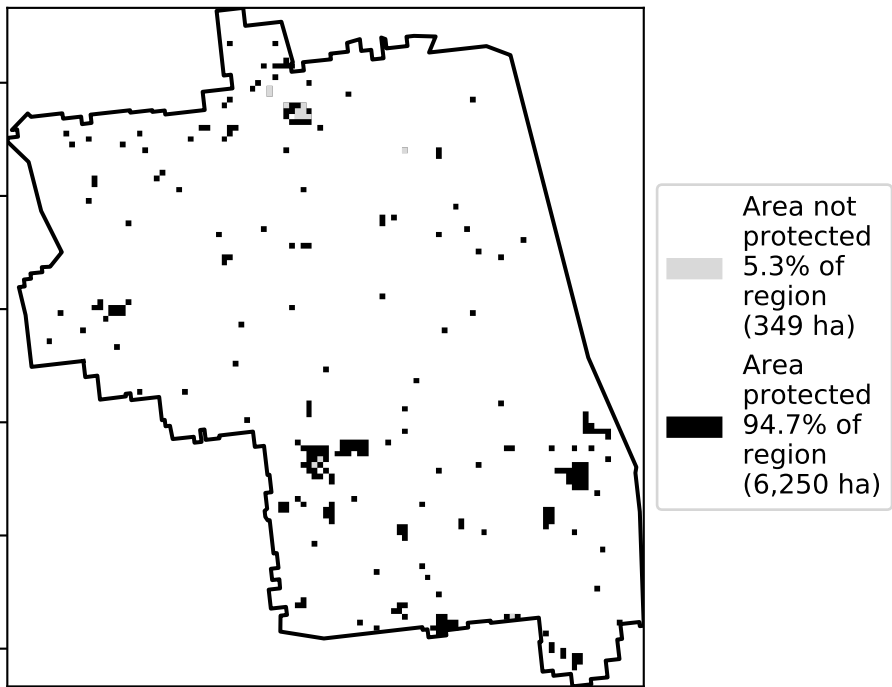 Area not
protected
5.3% of
region
(349 ha)
Area
protected
94.7% of
region
(6,250 ha)